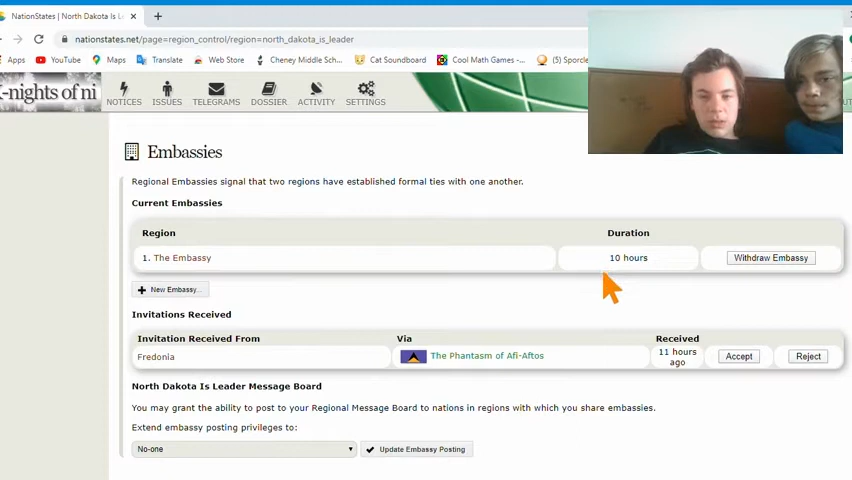 NationStates | North Dakota Is L
nationstates.net/page=region_control/region=north_dakota_is_leader
Apps YouTube Maps Translate Web Store Cheney Middle Sch... Cat Soundboard Cool Math Games -... Sporcle
K-nights of ni
NOTICES ISSUES TELEGRAMS DOSSIER ACTIVITY SETTINGS
Embassies
Regional Embassies signal that two regions have established formal ties with one another.
Current Embassies
Region Duration
1. The Embassy 10 hours Withdraw Embassy
New Embassy...
Invitations Received
Invitation Received From Via Received
Fredonia The Phantasm of Afi-Aftos 11 hours ago Accept Reject
North Dakota Is Leader Message Board
You may grant the ability to post to your Regional Message Board to nations in regions with which you share embassies.
Extend embassy posting privileges to:
No-one Update Embassy Posting